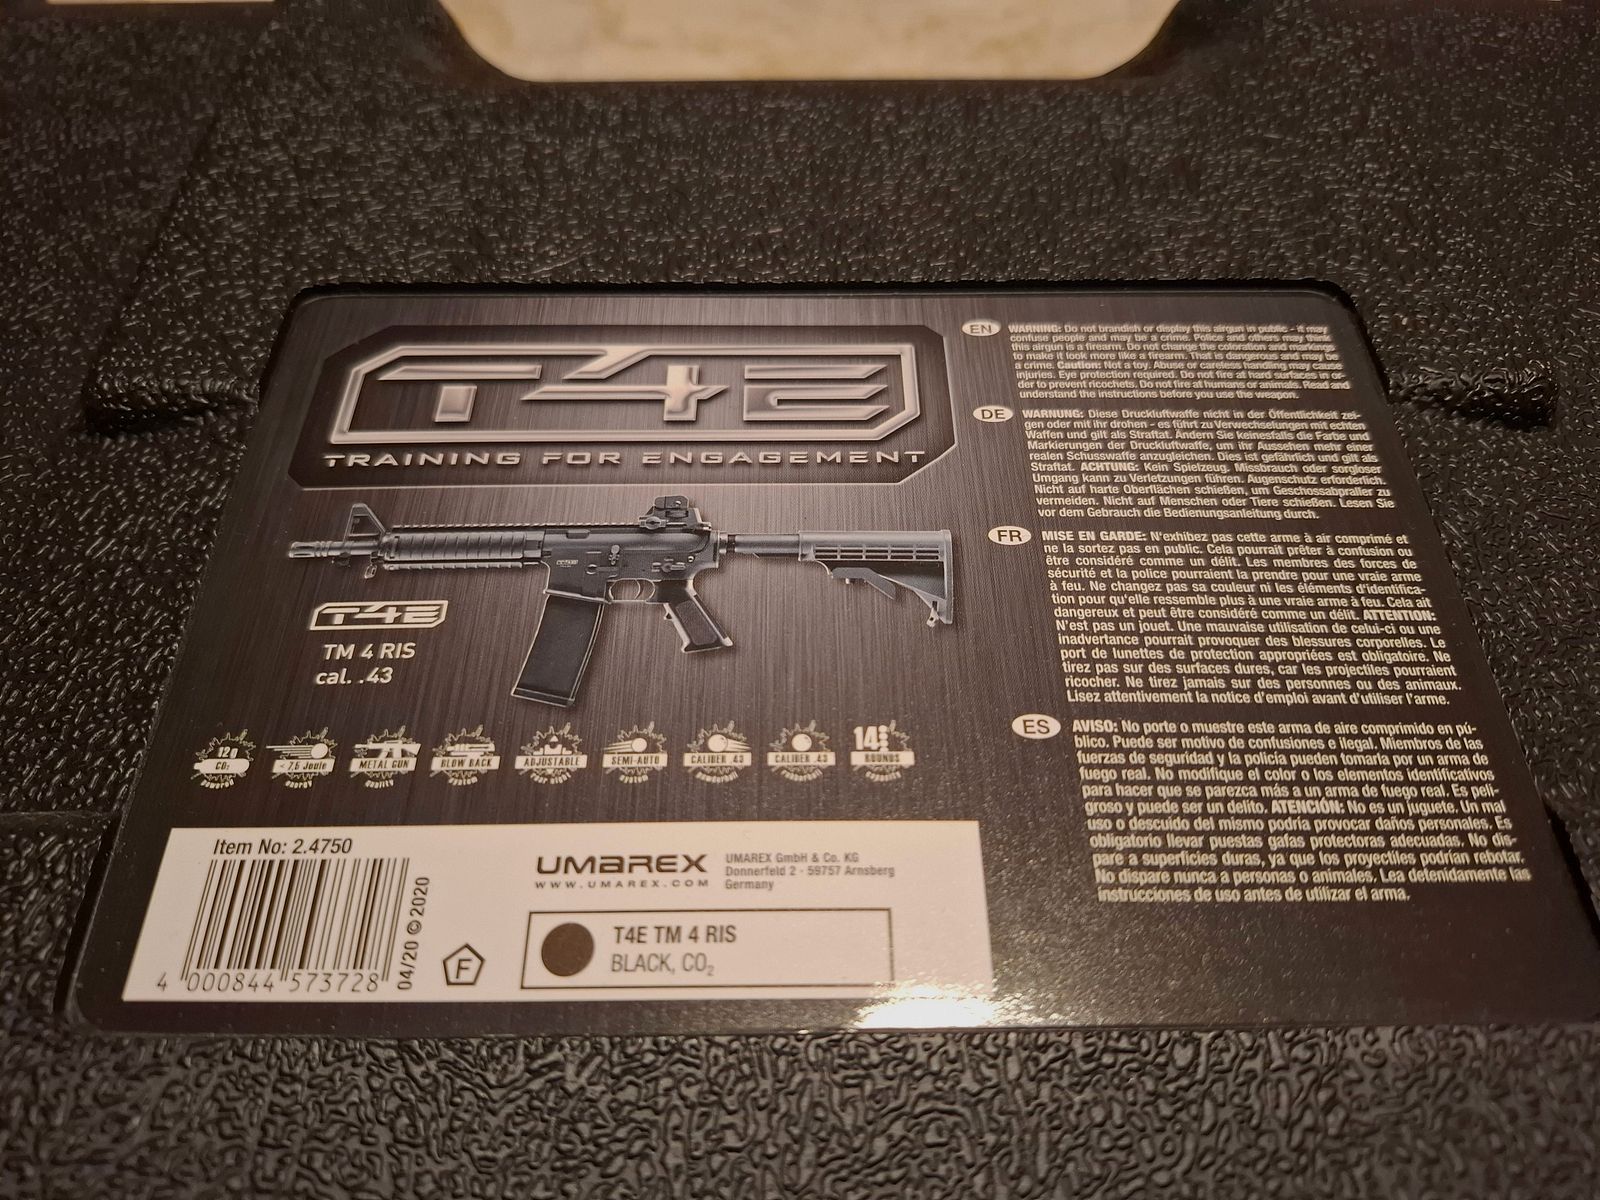 T4E
TRAINING FOR ENGAGEMENT
T4E
TM 4 RIS
cal. .43
12g
CO₂
powered
< 7,5 Joule
energy
METAL GUN
quality
BLOW BACK
ADJUSTABLE
SEMI-AUTO
CALIBER .43
CALIBER .43
14
ROUNDS
Item No: 2.4750
4 000844 573728
04/20 © 2020
F
UMAREX
WWW.UMAREX.COM
UMAREX GmbH & Co. KG
Donnerfeld 2 - 59757 Arnsberg
Germany
T4E TM 4 RIS
BLACK, CO₂
EN
WARNING: Do not brandish or display this airgun in public - it may
confuse people and may be a crime. Police and others may think
this airgun is a firearm. Do not change the coloration and markings
to make it look more like a firearm. That is dangerous and may be
a crime. Caution: Not a toy. Abuse or careless handling may cause
injuries. Eye protection required. Do not fire at hard surfaces in or-
der to prevent ricochets. Do not fire at humans or animals. Read and
understand the instructions before you use the weapon.
DE
WARNUNG: Diese Druckluftwaffe nicht in der Öffentlichkeit zei-
gen oder mit ihr drohen - es führt zu Verwechselungen mit echten
Waffen und gilt als Straftat. Ändern Sie keinesfalls die Farbe und
Markierungen der Druckluftwaffe, um ihr Aussehen mehr einer
realen Schusswaffe anzugleichen. Dies ist gefährlich und gilt als
Straftat. ACHTUNG: Kein Spielzeug. Missbrauch oder sorgloser
Umgang kann zu Verletzungen führen. Augenschutz erforderlich.
Nicht auf harte Oberflächen schießen, um Geschossabpraller zu
vermeiden. Nicht auf Menschen oder Tiere schießen. Lesen Sie
vor dem Gebrauch die Bedienungsanleitung durch.
FR
MISE EN GARDE: N'exhibez pas cette arme à air comprimé et
ne la sortez pas en public. Cela pourrait prêter à confusion ou
être considéré comme un délit. Les membres des forces de
sécurité et la police pourraient la prendre pour une vraie arme
à feu. Ne changez pas sa couleur ni les éléments d'identifica-
tion pour qu'elle ressemble plus à une vraie arme à feu. Cela ait
dangereux et peut être considéré comme un délit. ATTENTION:
N'est pas un jouet. Une mauvaise utilisation de celui-ci ou une
inadvertance pourrait provoquer des blessures corporelles. Le
port de lunettes de protection appropriées est obligatoire. Ne
tirez pas sur des surfaces dures, car les projectiles pourraient
ricocher. Ne tirez jamais sur des personnes ou des animaux.
Lisez attentivement la notice d'emploi avant d'utiliser l'arme.
ES
AVISO: No porte o muestre este arma de aire comprimido en pú-
blico. Puede ser motivo de confusiones e ilegal. Miembros de las
fuerzas de seguridad y la policía pueden tomarla por un arma de
fuego real. No modifique el color o los elementos identificativos
para hacer que se parezca más a un arma de fuego real. Es peli-
groso y puede ser un delito. ATENCIÓN: No es un juguete. Un mal
uso o descuido del mismo podría provocar daños personales. Es
obligatorio llevar puestas gafas protectoras adecuadas. No dis-
pare a superficies duras, ya que los proyectiles podrían rebotar.
No dispare nunca a personas o animales. Lea detenidamente las
instrucciones de uso antes de utilizar el arma.